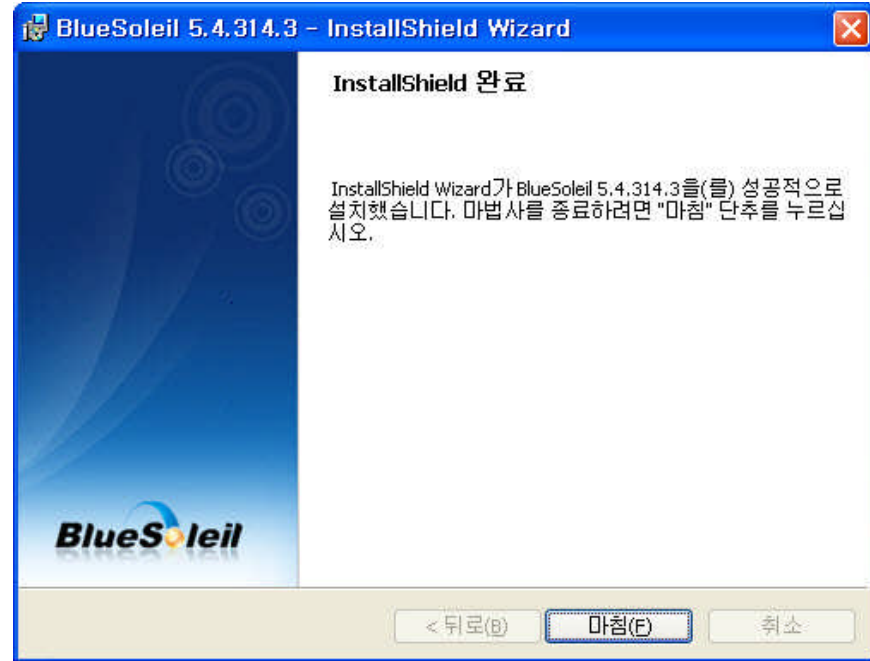 BlueSoleil 5.4.314.3 - InstallShield Wizard
InstallShield 완료
InstallShield Wizard가 BlueSoleil 5.4.314.3을(를) 성공적으로
설치했습니다. 마법사를 종료하려면 "마침" 단추를 누르십
시오.
BlueSoleil
< 뒤로(B)
마침(F)
취소